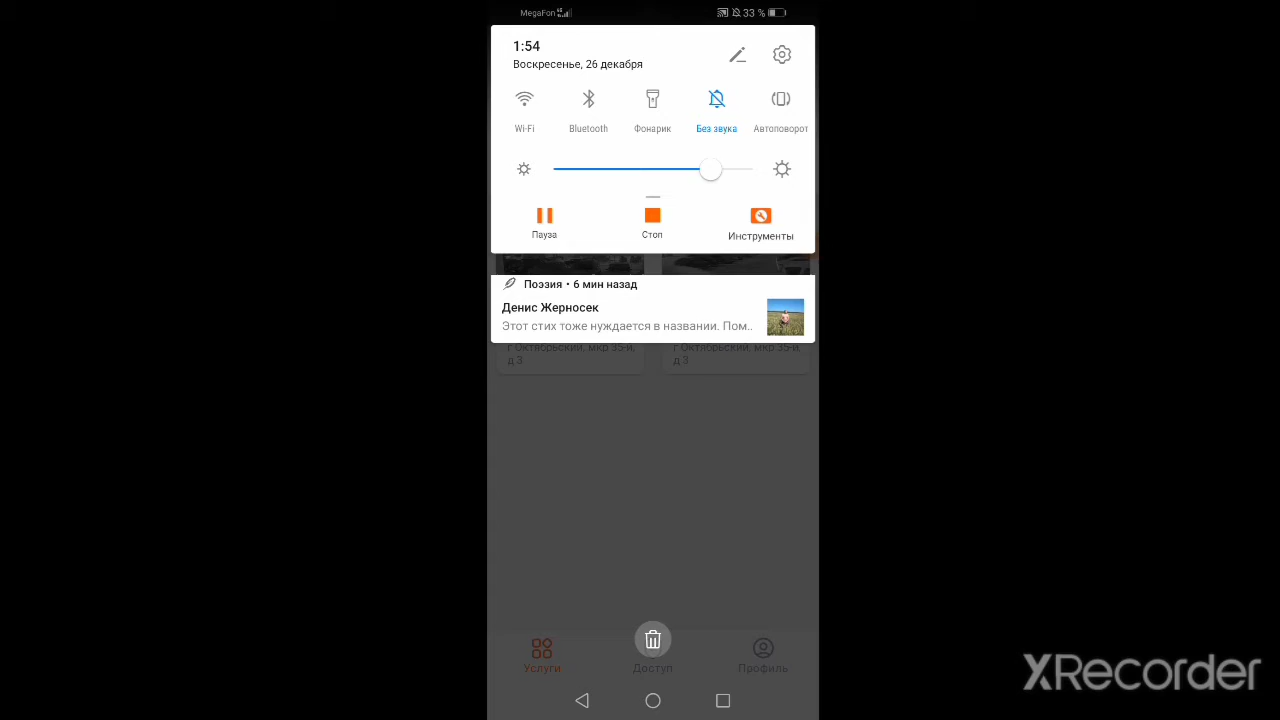 MegaFon 33 %
1:54
Воскресенье, 26 декабря
Wi-Fi Bluetooth Фонарик Без звука Автоповорот
Пауза Стоп Инструменты
Поэзия • 6 мин назад
Денис Жерносек
Этот стих тоже нуждается в названии. Пом..
г Октябрьский, мкр 35-й, г Октябрьский, мкр 35-й,
д 3 д 3
Услуги Доступ Профиль
XRecorder